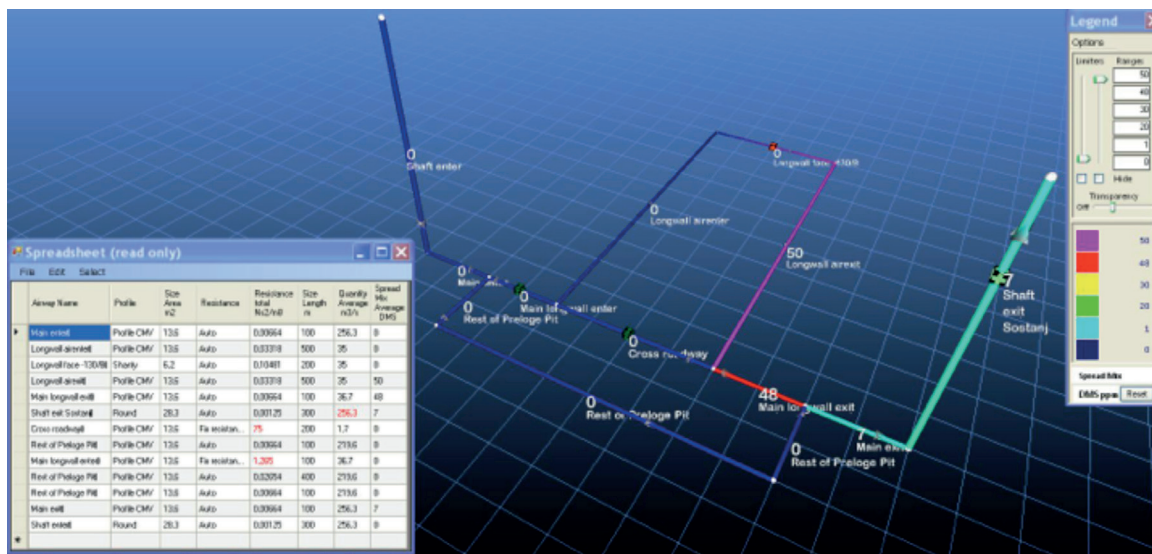 Legend
Options
Limiters Ranges
50
48
30
20
1
0
Hide
Transparency
Off
50
48
30
20
1
0
Spread Mix
DMS ppm Reset
0
Shaft enter
0
0
Longwall airenter
50
Longwall airexit
0
0
Main longwall enter
0
Rest of Preloge Pit
0
Cross roadway
48
Main longwall exit
0
Rest of Preloge Pit
7
Main exit
0
Rest of Preloge Pit
7
Shaft
exit
Sostanj
Spreadsheet (read only)
File Edit Select
Airway Name Profile Size Area m2 Resistance Resistance total Ns2/m8 Size Length m Quantity Average m3/s Spread Mix Average DMS
Main enter| Profile CMV 13.6 Auto 0,00664 100 256,3 0
Longwall airenter| Profile CMV 13.6 Auto 0,03318 500 35 0
Longwall face -130/B| Shanty 6.2 Auto 0,10481 200 35 0
Longwall airexit| Profile CMV 13.6 Auto 0,03318 500 35 50
Main longwall exit| Profile CMV 13.6 Auto 0,00664 100 36,7 48
Shaft exit Sostanj| Round 28.3 Auto 0,00125 300 256,3 7
Cross roadway| Profile CMV 13.6 Fix resistan... 75 200 1,7 0
Rest of Preloge Pit| Profile CMV 13.6 Auto 0,00664 100 219,6 0
Main longwall enter| Profile CMV 13.6 Fix resistan... 1,265 100 36,7 0
Rest of Preloge Pit| Profile CMV 13.6 Auto 0,02654 400 219,6 0
Rest of Preloge Pit| Profile CMV 13.6 Auto 0,00664 100 219,6 0
Main exit| Profile CMV 13.6 Auto 0,00664 100 256,3 7
Shaft enter| Round 28.3 Auto 0,00125 300 256,3 0